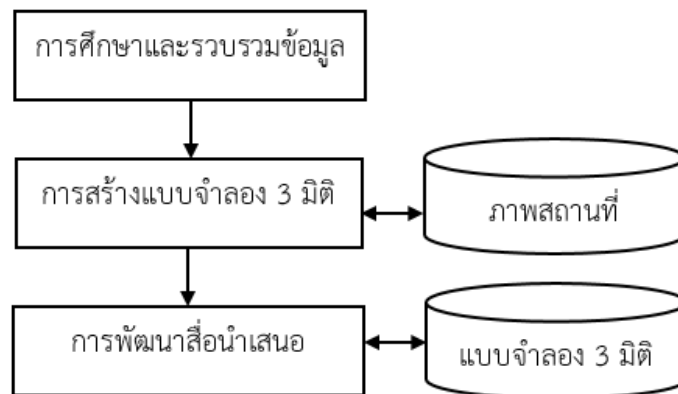 การศึกษาและรวบรวมข้อมูล
การสร้างแบบจำลอง 3 มิติ
ภาพสถานที่
การพัฒนาสื่อนำเสนอ
แบบจำลอง 3 มิติ